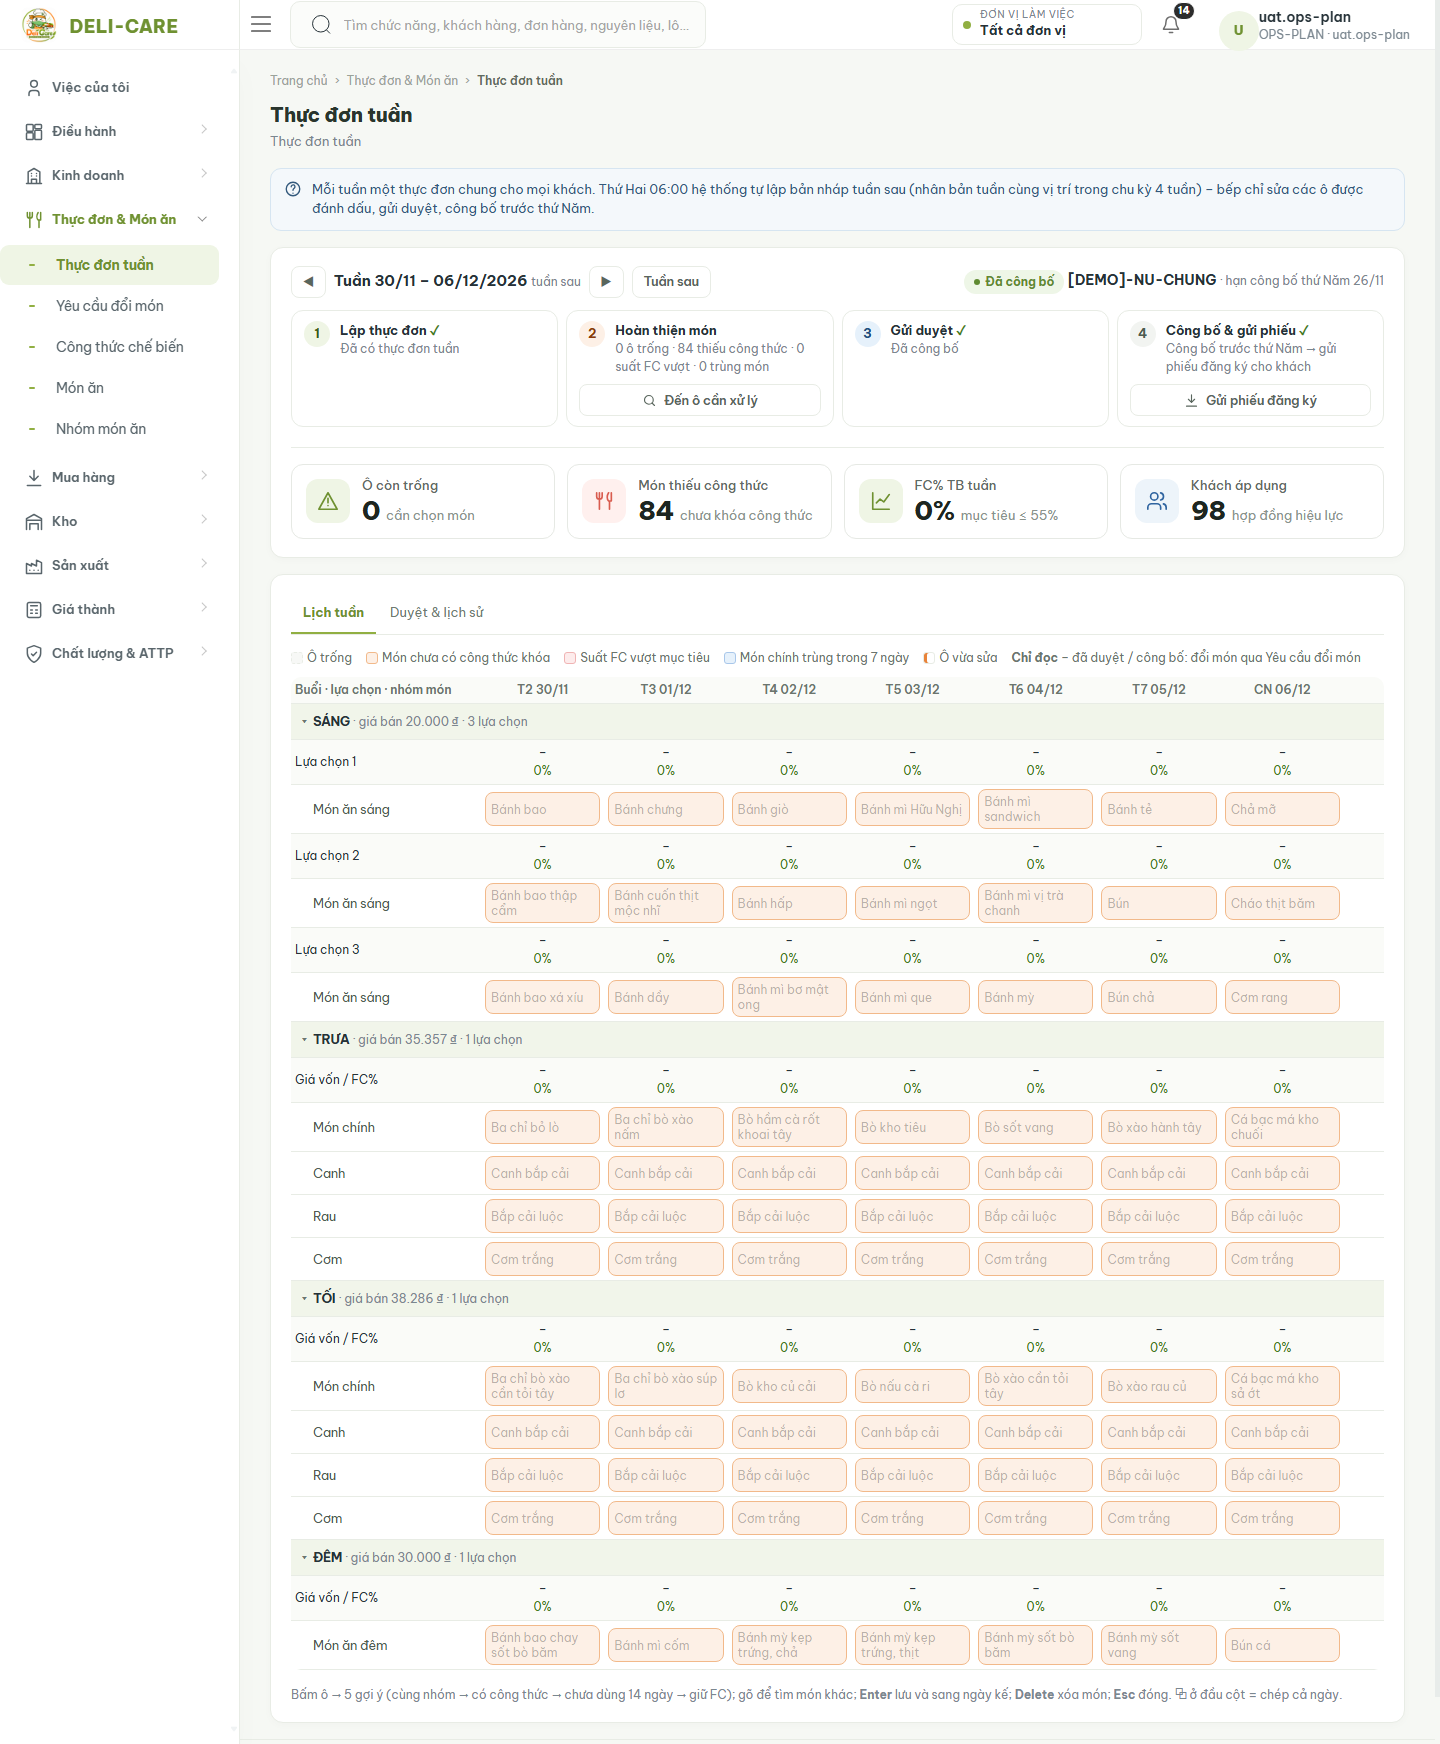 DELI-CARE
Tìm chức năng, khách hàng, đơn hàng, nguyên liệu, lô...
ĐƠN VỊ LÀM VIỆC
Tất cả đơn vị
14
U
uat.ops-plan
OPS-PLAN · uat.ops-plan
Việc của tôi
Điều hành
Kinh doanh
Thực đơn & Món ăn
Thực đơn tuần
Yêu cầu đổi món
Công thức chế biến
Món ăn
Nhóm món ăn
Mua hàng
Kho
Sản xuất
Giá thành
Chất lượng & ATTP
Trang chủ › Thực đơn & Món ăn › Thực đơn tuần
Thực đơn tuần
Thực đơn tuần
Mỗi tuần một thực đơn chung cho mọi khách. Thứ Hai 06:00 hệ thống tự lập bản nháp tuần sau (nhân bản tuần cùng vị trí trong chu kỳ 4 tuần) – bếp chỉ sửa các ô được
đánh dấu, gửi duyệt, công bố trước thứ Năm.
◀ Tuần 30/11 – 06/12/2026 tuần sau ▶ Tuần sau
Đã công bố [DEMO]-NU-CHUNG · hạn công bố thứ Năm 26/11
1 Lập thực đơn ✓
Đã có thực đơn tuần
2 Hoàn thiện món
0 ô trống · 84 thiếu công thức · 0
suất FC vượt · 0 trùng món
Đến ô cần xử lý
3 Gửi duyệt ✓
Đã công bố
4 Công bố & gửi phiếu ✓
Công bố trước thứ Năm → gửi
phiếu đăng ký cho khách
Gửi phiếu đăng ký
Ô còn trống
0 cần chọn món
Món thiếu công thức
84 chưa khóa công thức
FC% TB tuần
0% mục tiêu ≤ 55%
Khách áp dụng
98 hợp đồng hiệu lực
Lịch tuần Duyệt & lịch sử
Ô trống Món chưa có công thức khóa Suất FC vượt mục tiêu Món chính trùng trong 7 ngày Ô vừa sửa Chỉ đọc – đã duyệt / công bố: đổi món qua Yêu cầu đổi món
Buổi · lựa chọn · nhóm món T2 30/11 T3 01/12 T4 02/12 T5 03/12 T6 04/12 T7 05/12 CN 06/12
SÁNG · giá bán 20.000 ₫ · 3 lựa chọn
Lựa chọn 1
– – – – – – –
0% 0% 0% 0% 0% 0% 0%
Món ăn sáng Bánh bao Bánh chưng Bánh giò Bánh mì Hữu Nghị Bánh mì sandwich Bánh tẻ Chả mỡ
Lựa chọn 2
– – – – – – –
0% 0% 0% 0% 0% 0% 0%
Món ăn sáng Bánh bao thập cẩm Bánh cuốn thịt mộc nhĩ Bánh hấp Bánh mì ngọt Bánh mì vị trà chanh Bún Cháo thịt băm
Lựa chọn 3
– – – – – – –
0% 0% 0% 0% 0% 0% 0%
Món ăn sáng Bánh bao xá xíu Bánh dầy Bánh mì bơ mật ong Bánh mì que Bánh mỳ Bún chả Cơm rang
TRƯA · giá bán 35.357 ₫ · 1 lựa chọn
Giá vốn / FC%
– – – – – – –
0% 0% 0% 0% 0% 0% 0%
Món chính Ba chỉ bỏ lò Ba chỉ bò xào nấm Bò hầm cà rốt khoai tây Bò kho tiêu Bò sốt vang Bò xào hành tây Cá bạc má kho chuối
Canh Canh bắp cải Canh bắp cải Canh bắp cải Canh bắp cải Canh bắp cải Canh bắp cải Canh bắp cải
Rau Bắp cải luộc Bắp cải luộc Bắp cải luộc Bắp cải luộc Bắp cải luộc Bắp cải luộc Bắp cải luộc
Cơm Cơm trắng Cơm trắng Cơm trắng Cơm trắng Cơm trắng Cơm trắng Cơm trắng
TỐI · giá bán 38.286 ₫ · 1 lựa chọn
Giá vốn / FC%
– – – – – – –
0% 0% 0% 0% 0% 0% 0%
Món chính Ba chỉ bò xào cần tỏi tây Ba chỉ bò xào súp lơ Bò kho củ cải Bò nấu cà ri Bò xào cần tỏi tây Bò xào rau củ Cá bạc má kho sả ớt
Canh Canh bắp cải Canh bắp cải Canh bắp cải Canh bắp cải Canh bắp cải Canh bắp cải Canh bắp cải
Rau Bắp cải luộc Bắp cải luộc Bắp cải luộc Bắp cải luộc Bắp cải luộc Bắp cải luộc Bắp cải luộc
Cơm Cơm trắng Cơm trắng Cơm trắng Cơm trắng Cơm trắng Cơm trắng Cơm trắng
ĐÊM · giá bán 30.000 ₫ · 1 lựa chọn
Giá vốn / FC%
– – – – – – –
0% 0% 0% 0% 0% 0% 0%
Món ăn đêm Bánh bao chay sốt bò băm Bánh mì cốm Bánh mỳ kẹp trứng, chả Bánh mỳ kẹp trứng, thịt Bánh mỳ sốt bò băm Bánh mỳ sốt vang Bún cá
Bấm ô → 5 gợi ý (cùng nhóm → có công thức → chưa dùng 14 ngày → giữ FC); gõ để tìm món khác; Enter lưu và sang ngày kế; Delete xóa món; Esc đóng. ở đầu cột = chép cả ngày.